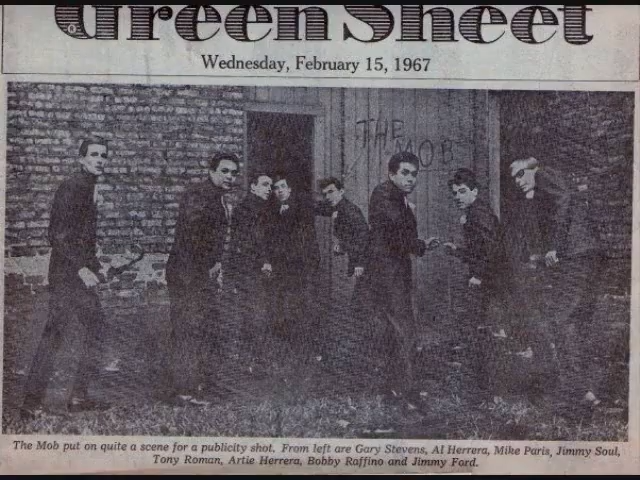 Green Sheet
Wednesday, February 15, 1967
THE
MOB
The Mob put on quite a scene for a publicity shot. From left are Gary Stevens, Al Herrera, Mike Paris, Jimmy Soul,
Tony Roman, Artie Herrera, Bobby Raffino and Jimmy Ford.